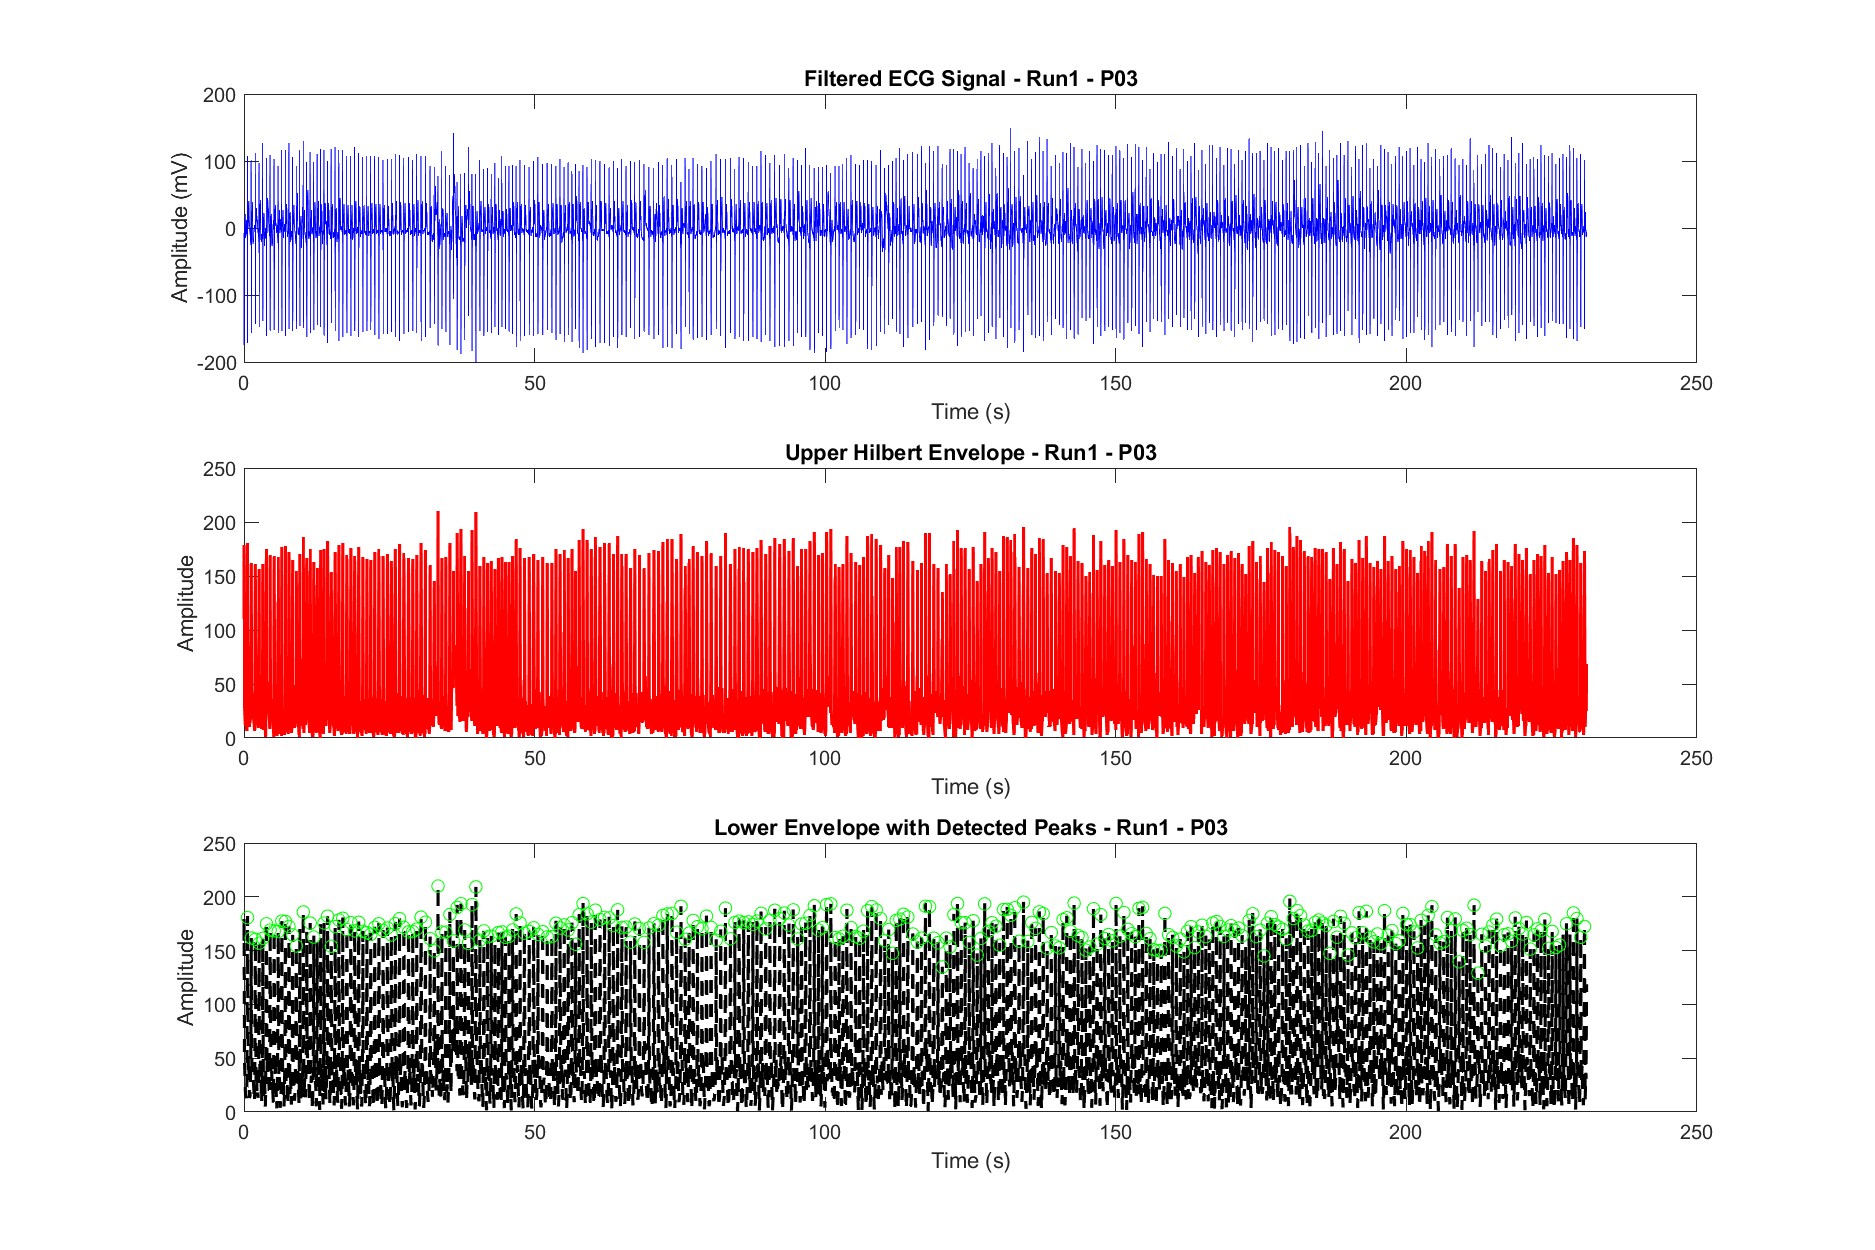 Filtered ECG Signal - Run1 - P03
200
100
0
-100
-200
Amplitude (mV)
0 50 100 150 200 250
Time (s)
Upper Hilbert Envelope - Run1 - P03
250
200
150
100
50
0
Amplitude
0 50 100 150 200 250
Time (s)
Lower Envelope with Detected Peaks - Run1 - P03
250
200
150
100
50
0
Amplitude
0 50 100 150 200 250
Time (s)